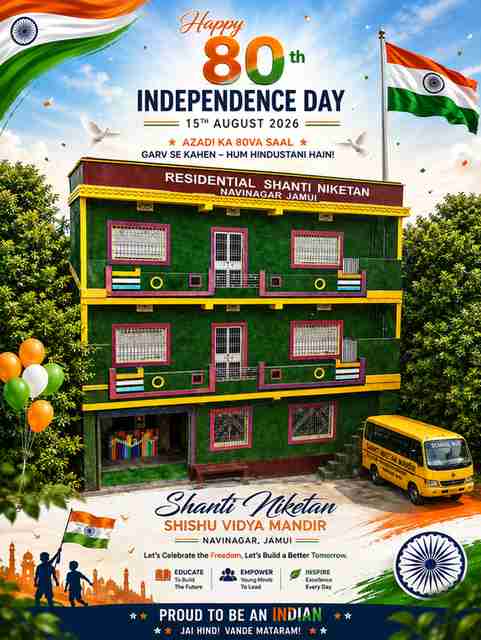 Happy
80th
INDEPENDENCE DAY
15TH AUGUST 2026
★ AZADI KA 80VA SAAL ★
GARV SE KAHEN – HUM HINDUSTANI HAIN!
RESIDENTIAL SHANTI NIKETAN
NAVINAGAR JAMUI
Shanti Niketan
SHISHU VIDYA MANDIR
NAVINAGAR, JAMUI
Let's Celebrate the Freedom, Let's Build a Better Tomorrow.
EDUCATE
To Build
The Future
EMPOWER
Young Minds
To Lead
INSPIRE
Excellence
Every Day
PROUD TO BE AN INDIAN
★ JAI HIND! VANDE MATARAM! ★